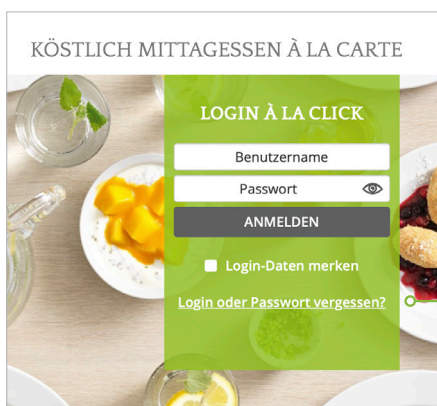 KÖSTLICH MITTAGESSEN À LA CARTE
LOGIN À LA CLICK
Benutzername
Passwort
ANMELDEN
Login-Daten merken
Login oder Passwort vergessen?